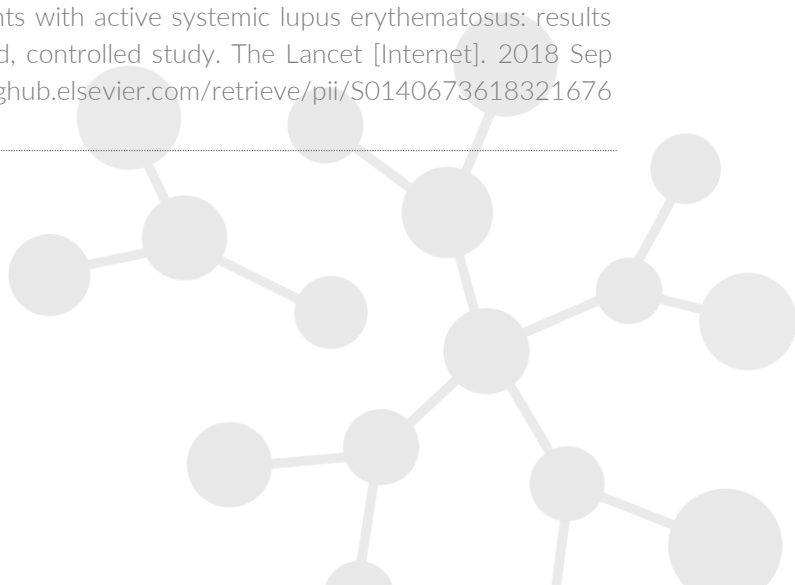 nts with active systemic lupus erythematosus: results
d, controlled study. The Lancet [Internet]. 2018 Sep
ghub.elsevier.com/retrieve/pii/S0140673618321676